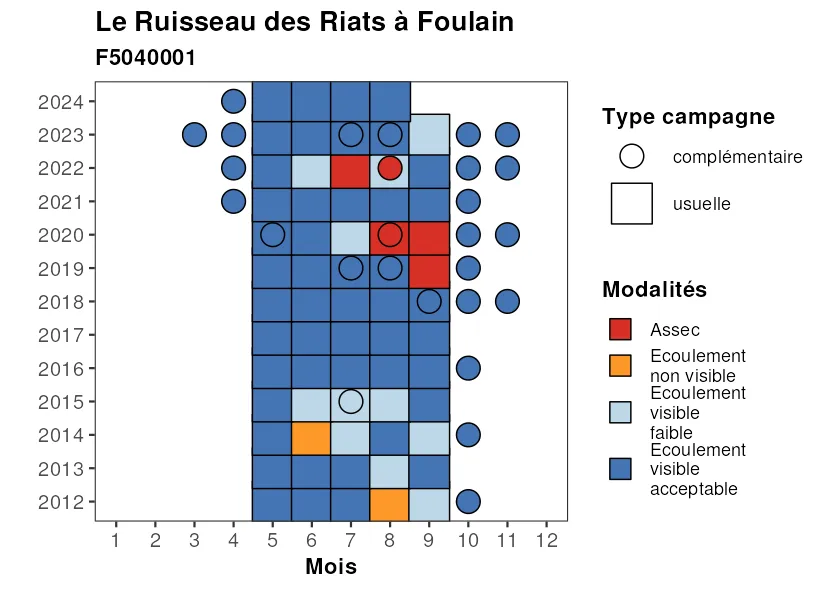 Le Ruisseau des Riats à Foulain
F5040001
2024
2023
2022
2021
2020
2019
2018
2017
2016
2015
2014
2013
2012
1 2 3 4 5 6 7 8 9 10 11 12
Mois
Type campagne
complémentaire
usuelle
Modalités
Assec
Ecoulement
non visible
Ecoulement
visible
faible
Ecoulement
visible
acceptable